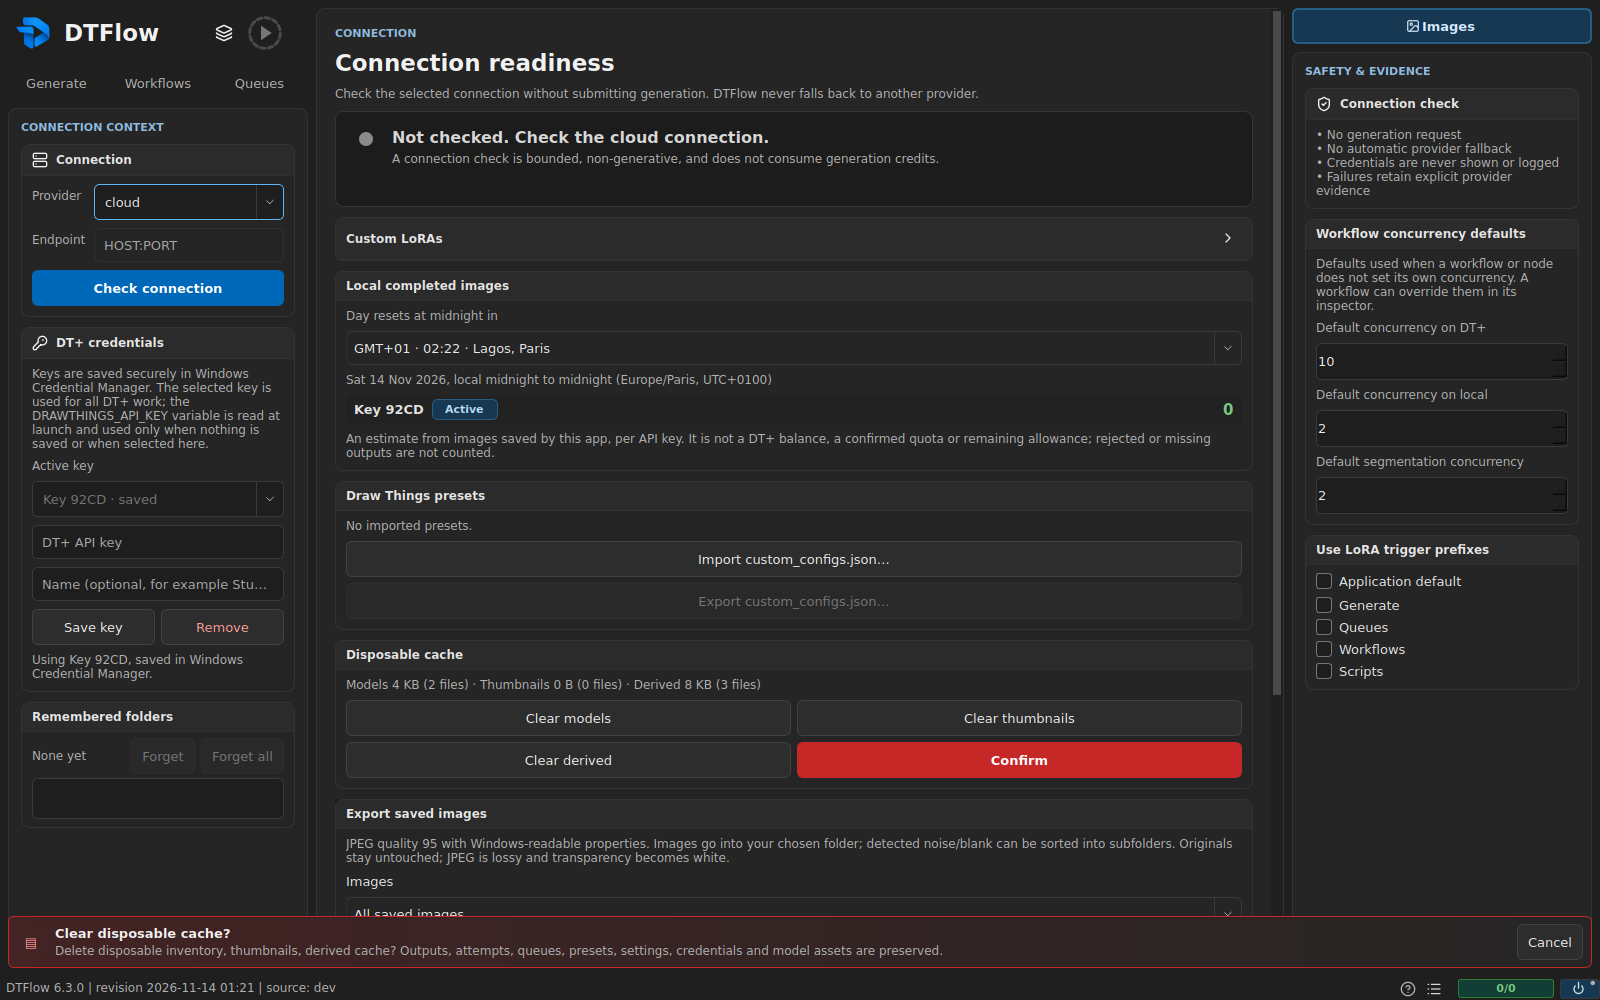 DTFlow
Generate
Workflows
Queues
CONNECTION CONTEXT
Connection
Provider
cloud
Endpoint
HOST:PORT
Check connection
DT+ credentials
Keys are saved securely in Windows
Credential Manager. The selected key is
used for all DT+ work; the
DRAWTHINGS_API_KEY variable is read at
launch and used only when nothing is
saved or when selected here.
Active key
Key 92CD · saved
DT+ API key
Name (optional, for example Stu...
Save key
Remove
Using Key 92CD, saved in Windows
Credential Manager.
Remembered folders
None yet
Forget
Forget all
CONNECTION
Connection readiness
Check the selected connection without submitting generation. DTFlow never falls back to another provider.
Not checked. Check the cloud connection.
A connection check is bounded, non-generative, and does not consume generation credits.
Custom LoRAs
Local completed images
Day resets at midnight in
GMT+01 · 02:22 · Lagos, Paris
Sat 14 Nov 2026, local midnight to midnight (Europe/Paris, UTC+0100)
Key 92CD
Active
0
An estimate from images saved by this app, per API key. It is not a DT+ balance, a confirmed quota or remaining allowance; rejected or missing
outputs are not counted.
Draw Things presets
No imported presets.
Import custom_configs.json...
Export custom_configs.json...
Disposable cache
Models 4 KB (2 files) · Thumbnails 0 B (0 files) · Derived 8 KB (3 files)
Clear models
Clear thumbnails
Clear derived
Confirm
Export saved images
JPEG quality 95 with Windows-readable properties. Images go into your chosen folder; detected noise/blank can be sorted into subfolders. Originals
stay untouched; JPEG is lossy and transparency becomes white.
Images
All saved images
Images
SAFETY & EVIDENCE
Connection check
• No generation request
• No automatic provider fallback
• Credentials are never shown or logged
• Failures retain explicit provider
evidence
Workflow concurrency defaults
Defaults used when a workflow or node
does not set its own concurrency. A
workflow can override them in its
inspector.
Default concurrency on DT+
10
Default concurrency on local
2
Default segmentation concurrency
2
Use LoRA trigger prefixes
Application default
Generate
Queues
Workflows
Scripts
Clear disposable cache?
Delete disposable inventory, thumbnails, derived cache? Outputs, attempts, queues, presets, settings, credentials and model assets are preserved.
Cancel
DTFlow 6.3.0 | revision 2026-11-14 01:21 | source: dev
0/0